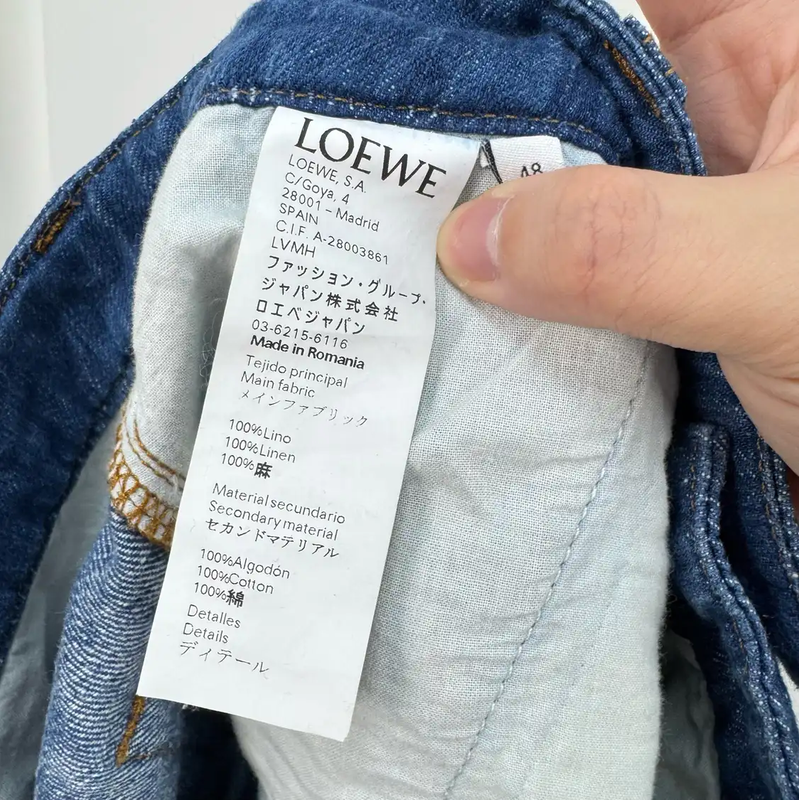 LOEWE
LOEWE, S.A.
C/Goya, 4
28001 - Madrid
SPAIN
C.I.F. A-28003861
LVMH
ファッション・グループ・
ジャパン株式会社
ロエベジャパン
03-6215-6116
Made in Romania
Tejido principal
Main fabric
メインファブリック
100%Lino
100%Linen
100%麻
Material secundario
Secondary material
セカンドマテリアル
100%Algodón
100%Cotton
100%綿
Detalles
Details
ディテール
48